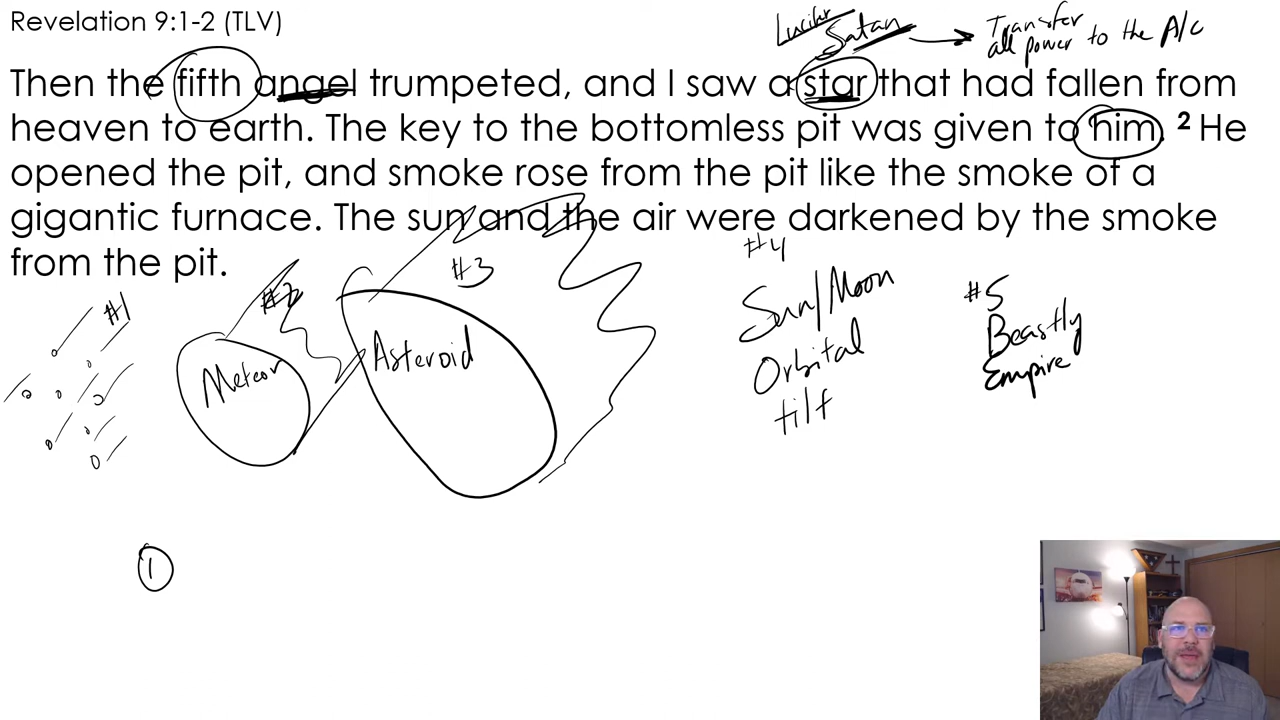 Revelation 9:1-2 (TLV)
Lucifer
Satan
Transfer
all power to the A/C
Then the fifth angel trumpeted, and I saw a star that had fallen from
heaven to earth. The key to the bottomless pit was given to him. 2 He
opened the pit, and smoke rose from the pit like the smoke of a
gigantic furnace. The sun and the air were darkened by the smoke
from the pit.
#1
#2
Meteor
#3
Asteroid
#4
Sun/Moon
Orbital
tilt
#5
Beastly
Empire
1